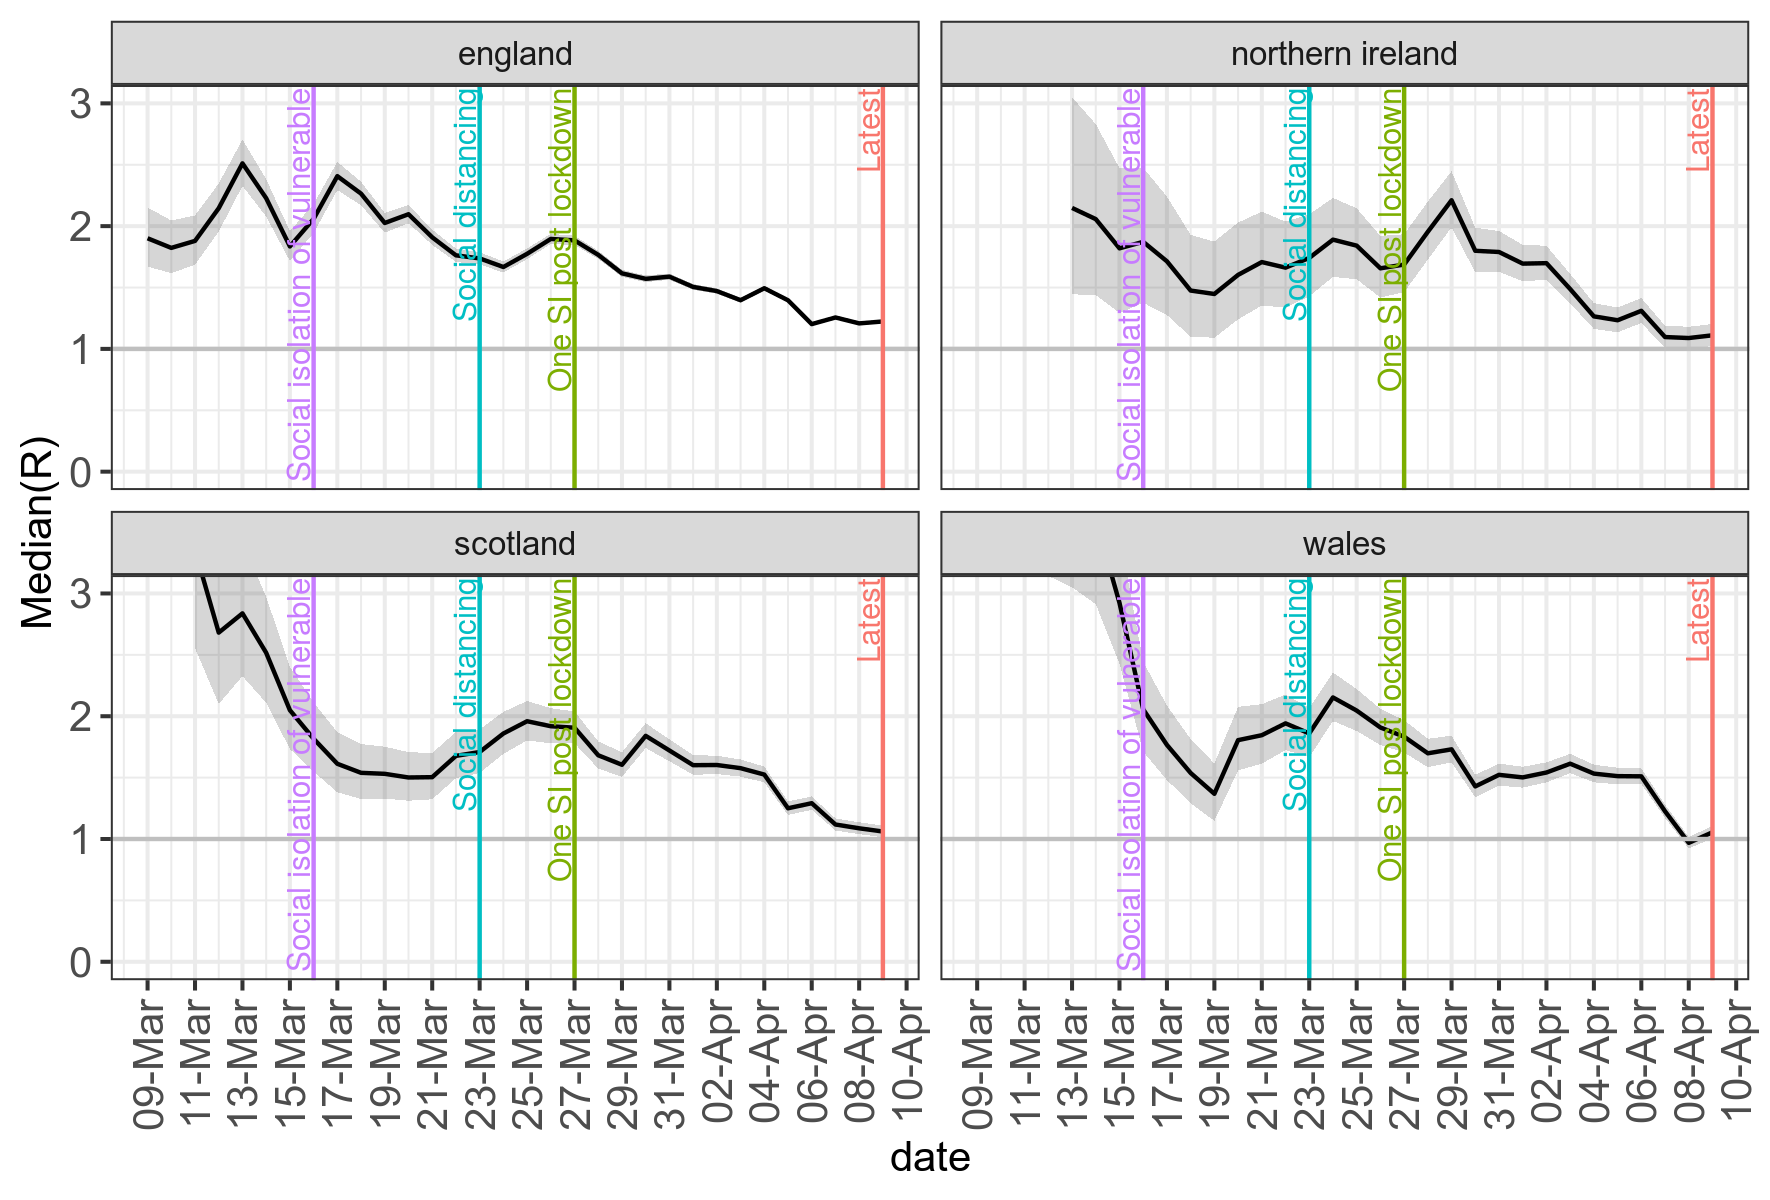 england
northern ireland
3
2
1
0
Social isolation of vulnerable
Social distancing
One SI post lockdown
Latest
Social isolation of vulnerable
Social distancing
One SI post lockdown
Latest
Median(R)
scotland
wales
3
2
1
0
Social isolation of vulnerable
Social distancing
One SI post lockdown
Latest
Social isolation of vulnerable
Social distancing
One SI post lockdown
Latest
09-Mar
11-Mar
13-Mar
15-Mar
17-Mar
19-Mar
21-Mar
23-Mar
25-Mar
27-Mar
29-Mar
31-Mar
02-Apr
04-Apr
06-Apr
08-Apr
10-Apr
09-Mar
11-Mar
13-Mar
15-Mar
17-Mar
19-Mar
21-Mar
23-Mar
25-Mar
27-Mar
29-Mar
31-Mar
02-Apr
04-Apr
06-Apr
08-Apr
10-Apr
date